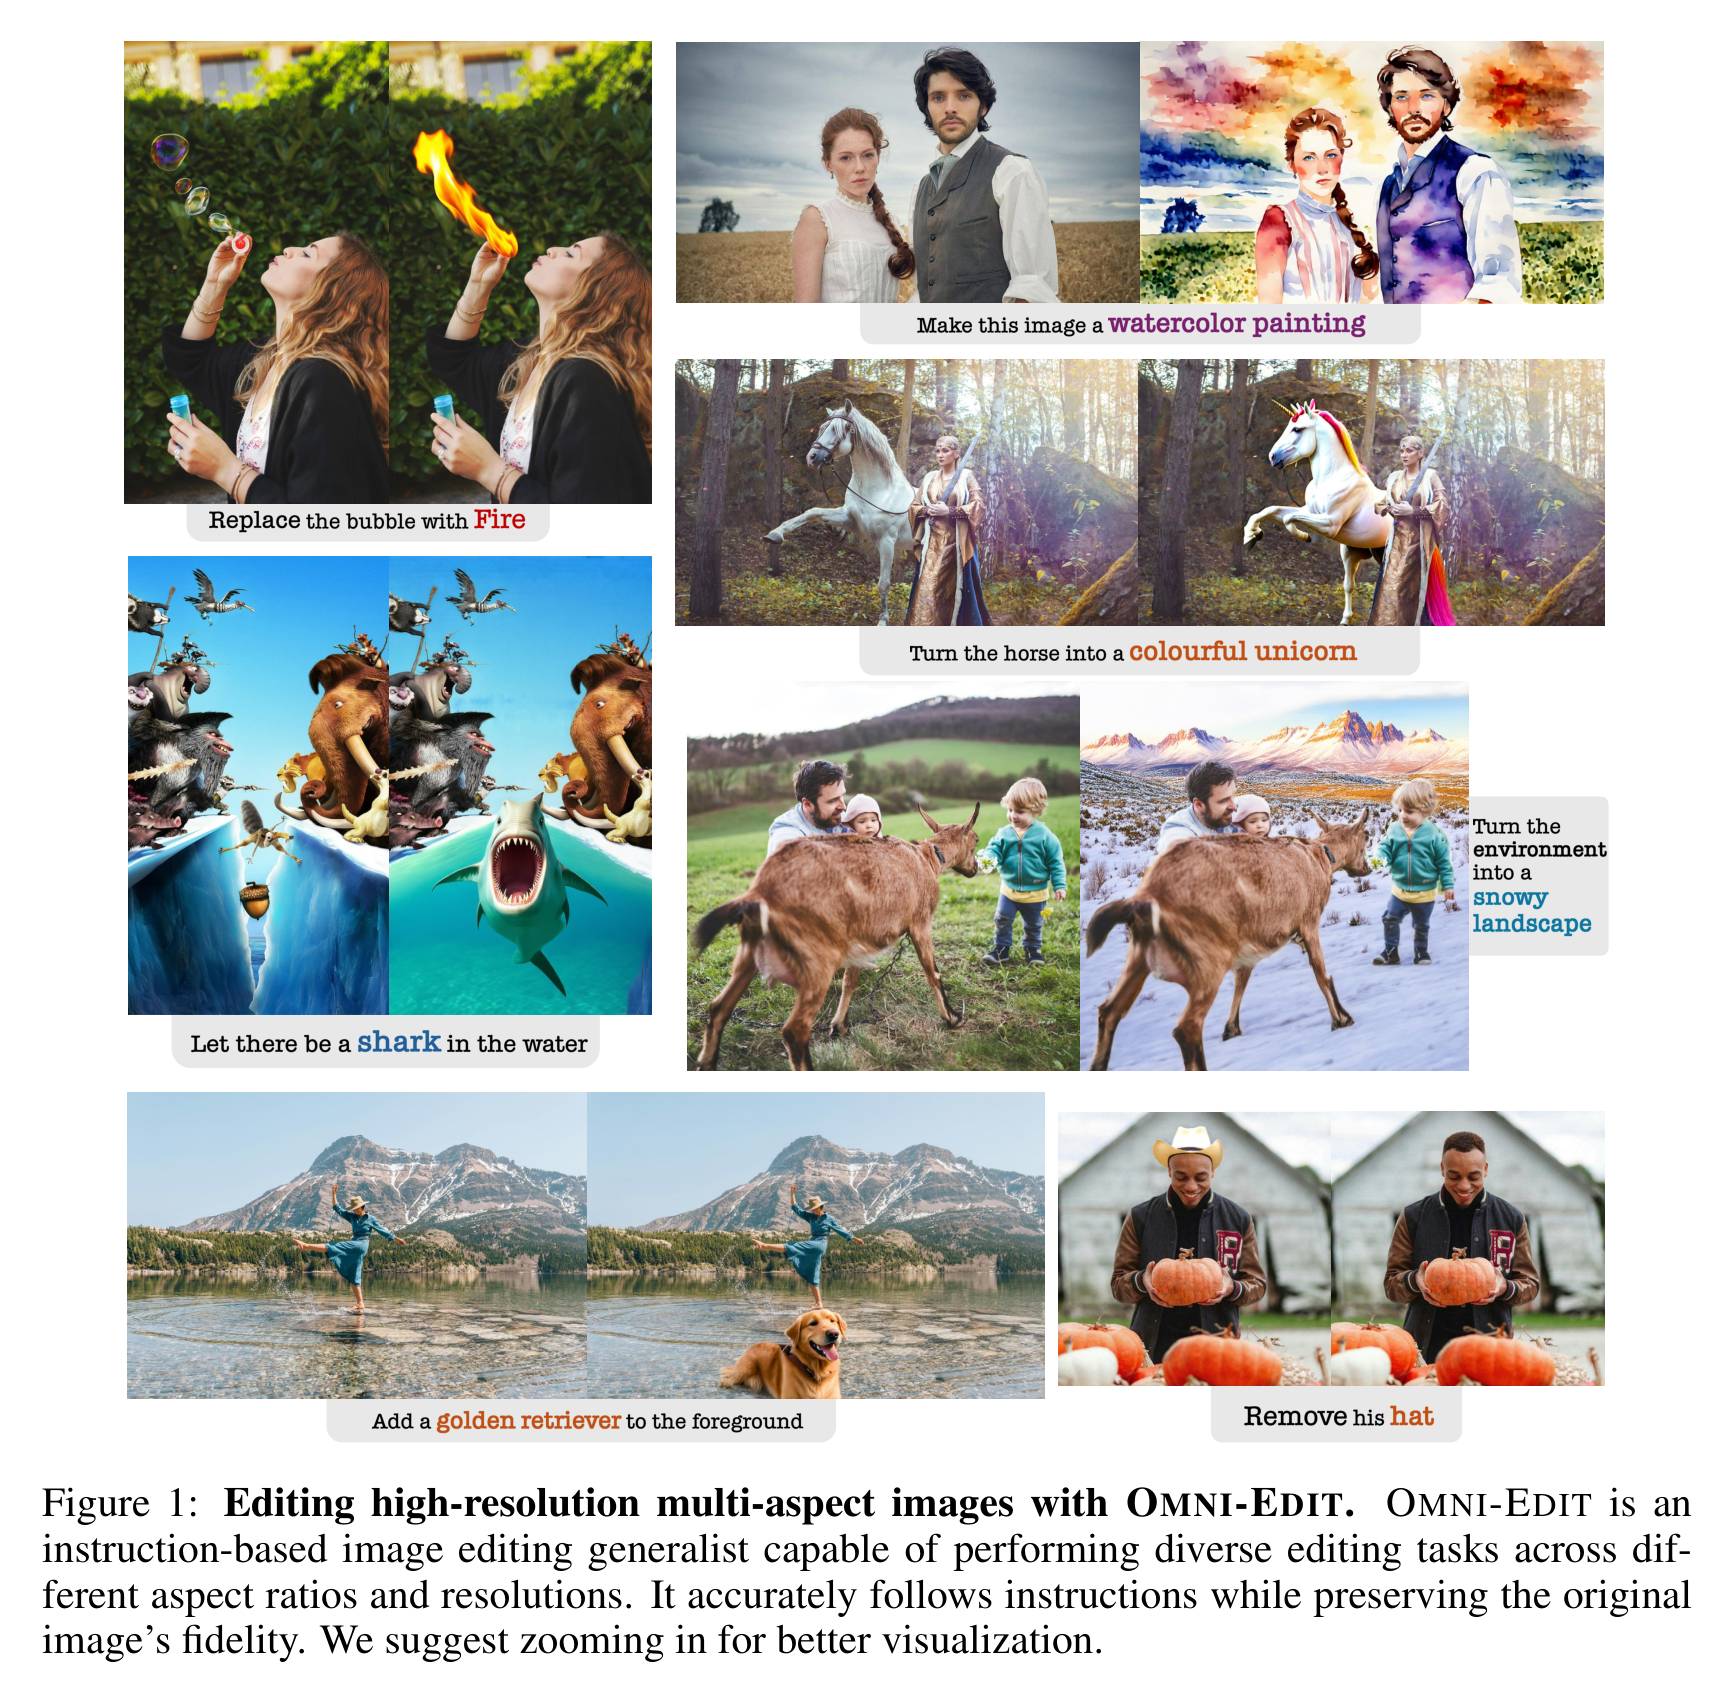 Replace the bubble with Fire
Make this image a watercolor painting
Turn the horse into a colourful unicorn
Let there be a shark in the water
Turn the
environment
into a
snowy
landscape
R
Add a golden retriever to the foreground
Remove his hat
Figure 1: Editing high-resolution multi-aspect images with OMNI-EDIT. OMNI-EDIT is an
instruction-based image editing generalist capable of performing diverse editing tasks across dif-
ferent aspect ratios and resolutions. It accurately follows instructions while preserving the original
image's fidelity. We suggest zooming in for better visualization.